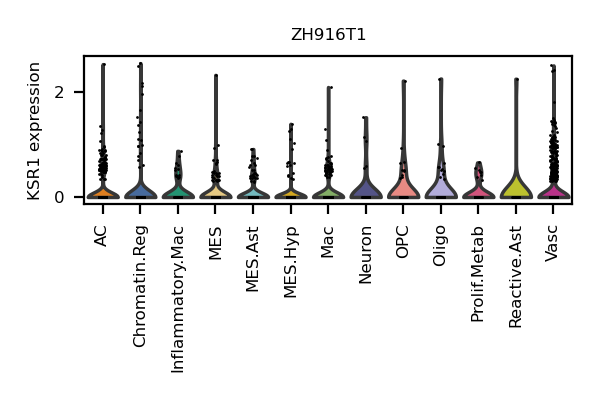 ZH916T1
KSR1 expression
2
0
AC
Chromatin.Reg
Inflammatory.Mac
MES
MES.Ast
MES.Hyp
Mac
Neuron
OPC
Oligo
Prolif.Metab
Reactive.Ast
Vasc